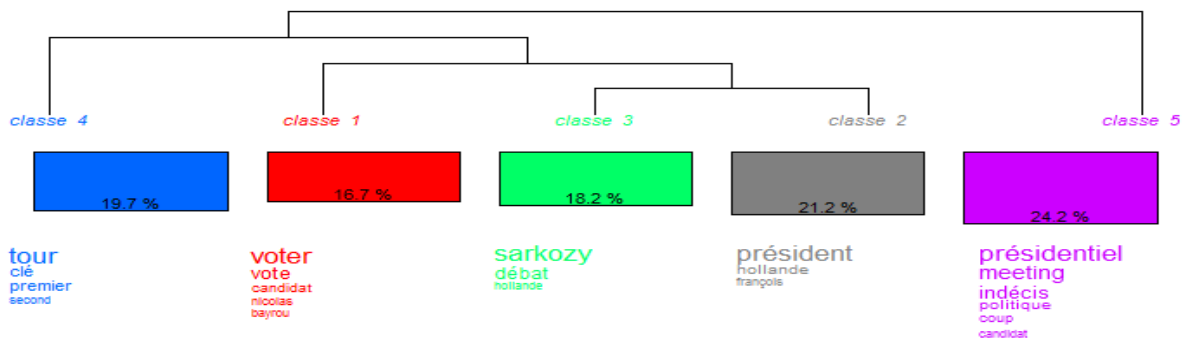 classe 4
classe 1
classe 3
classe 2
classe 5
19.7 %
16.7 %
18.2 %
21.2 %
24.2 %
tour
clé
premier
second
voter
vote
candidat
nicolas
bayrou
sarkozy
débat
hollande
président
hollande
françois
présidentiel
meeting
indécis
politique
coup
candidat